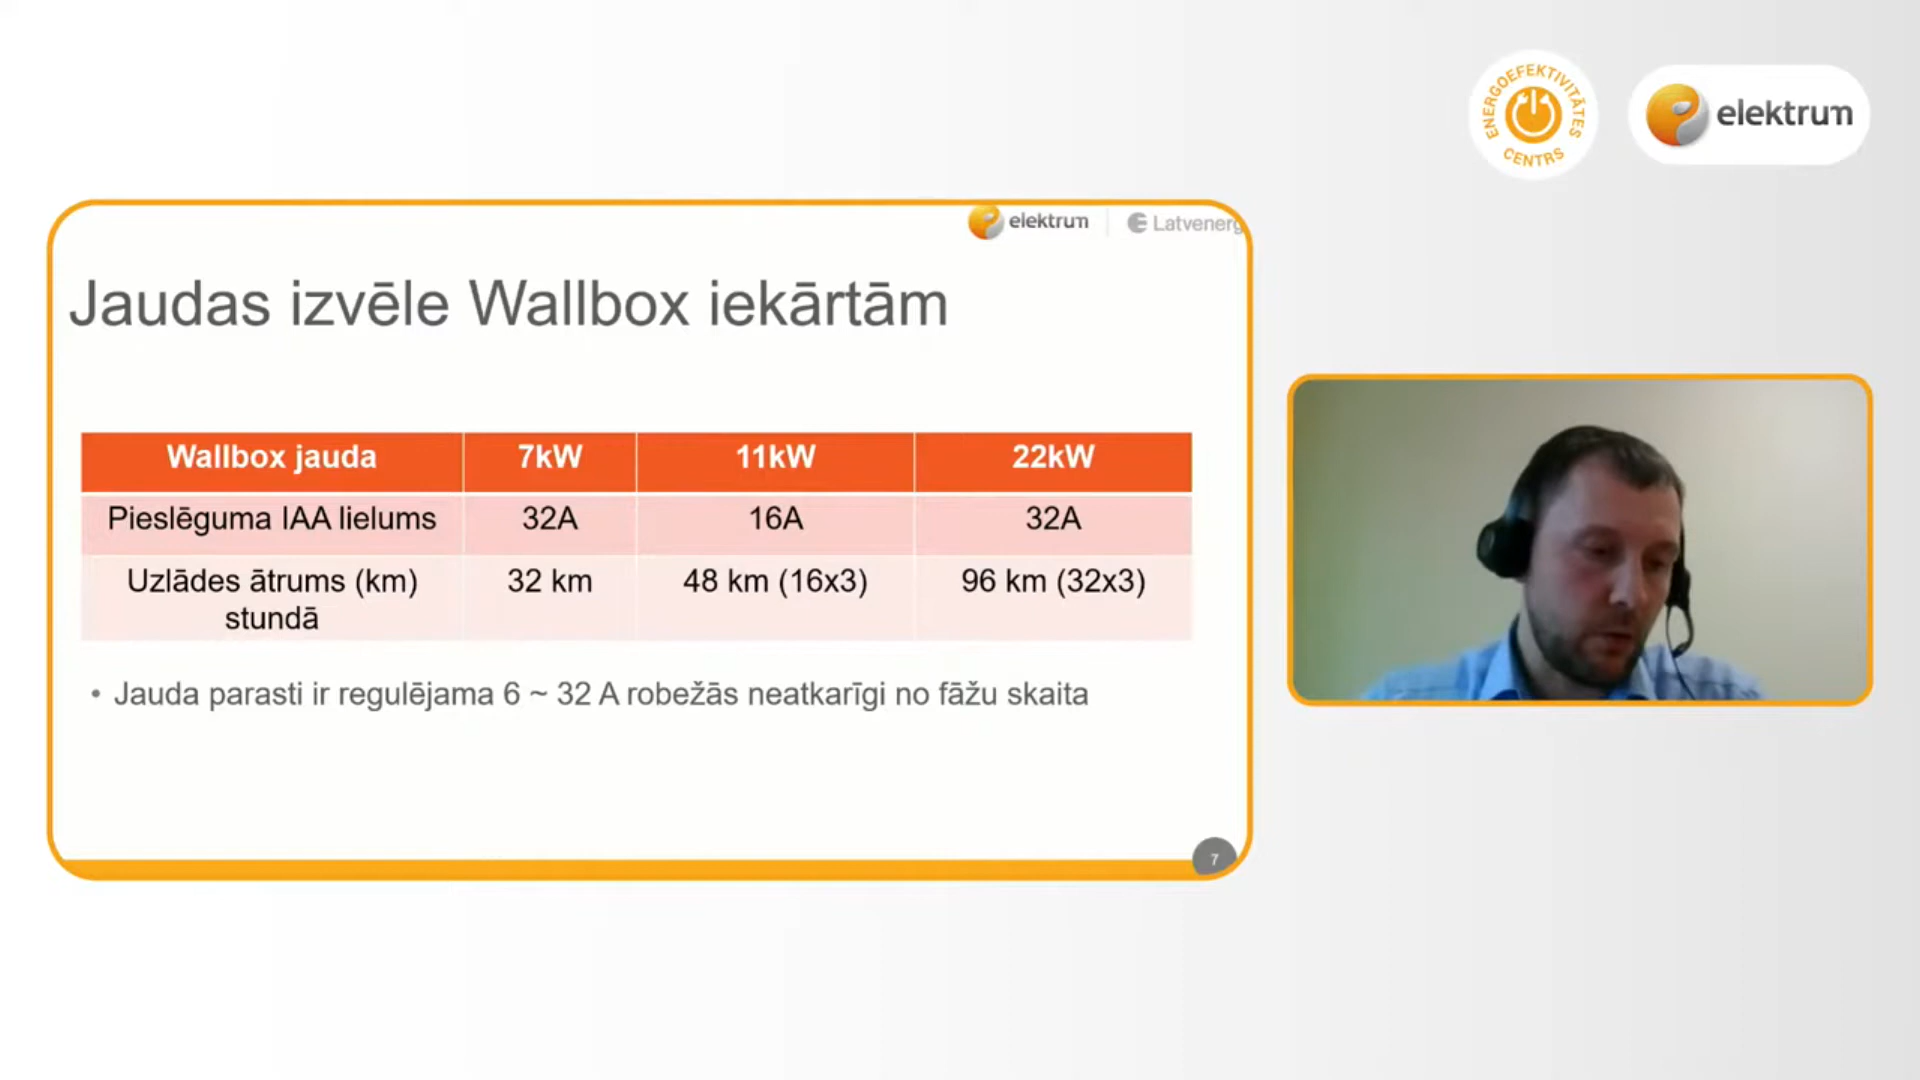 ENERGOEFEKTIVITĀTES
CENTRS
elektrum
elektrum
Latvenerg
Jaudas izvēle Wallbox iekārtām
Wallbox jauda 7kW 11kW 22kW
Pieslēguma IAA lielums 32A 16A 32A
Uzlādes ātrums (km) 32 km 48 km (16x3) 96 km (32x3)
stundā
• Jauda parasti ir regulējama 6 ~ 32 A robežās neatkarīgi no fāžu skaita
7